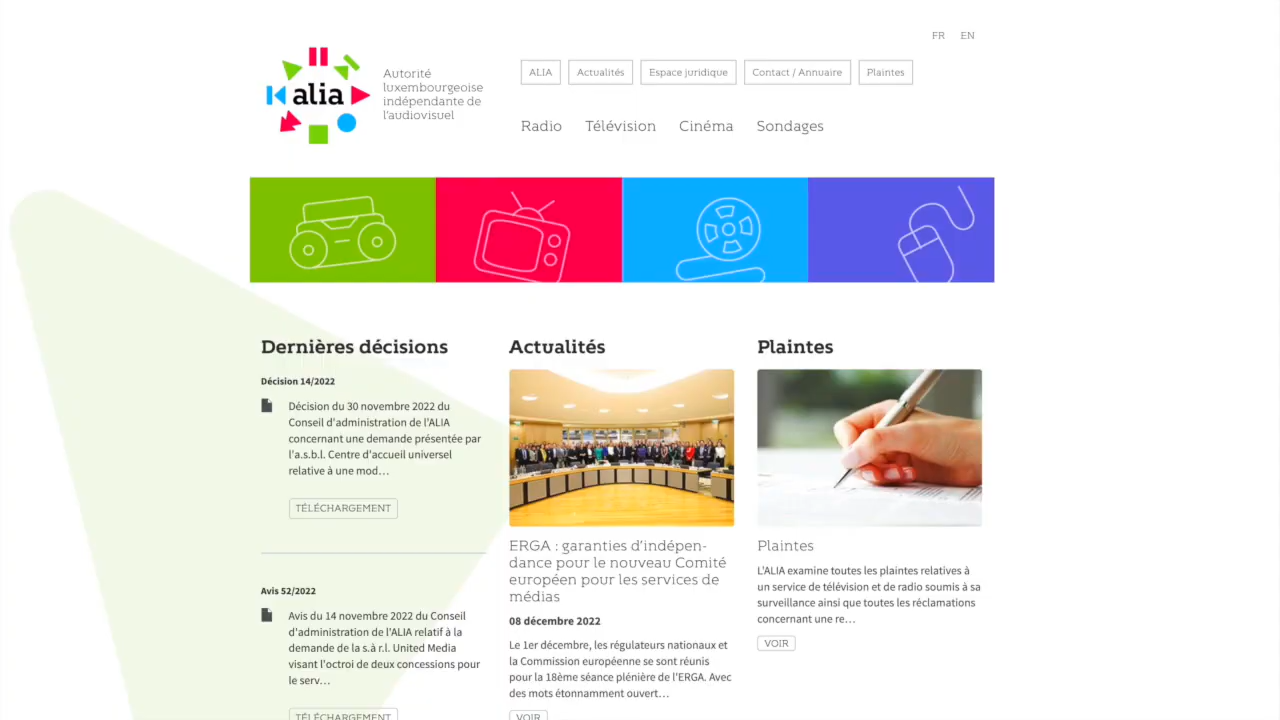 FR EN
alia
Autorité
luxembourgeoise
indépendante de
l'audiovisuel
ALIA Actualités Espace juridique Contact / Annuaire Plaintes
Radio Télévision Cinéma Sondages
Dernières décisions
Décision 14/2022
Décision du 30 novembre 2022 du
Conseil d'administration de l'ALIA
concernant une demande présentée par
l'a.s.b.l. Centre d'accueil universel
relative à une mod…
TÉLÉCHARGEMENT
Avis 52/2022
Avis du 14 novembre 2022 du Conseil
d'administration de l'ALIA relatif à la
demande de la s.à r.l. United Media
visant l'octroi de deux concessions pour
le serv…
TÉLÉCHARGEMENT
Actualités
ERGA : garanties d'indépen-
dance pour le nouveau Comité
européen pour les services de
médias
08 décembre 2022
Le 1er décembre, les régulateurs nationaux et
la Commission européenne se sont réunis
pour la 18ème séance plénière de l'ERGA. Avec
des mots étonnamment ouvert…
VOIR
Plaintes
Plaintes
L'ALIA examine toutes les plaintes relatives à
un service de télévision et de radio soumis à sa
surveillance ainsi que toutes les réclamations
concernant une re…
VOIR